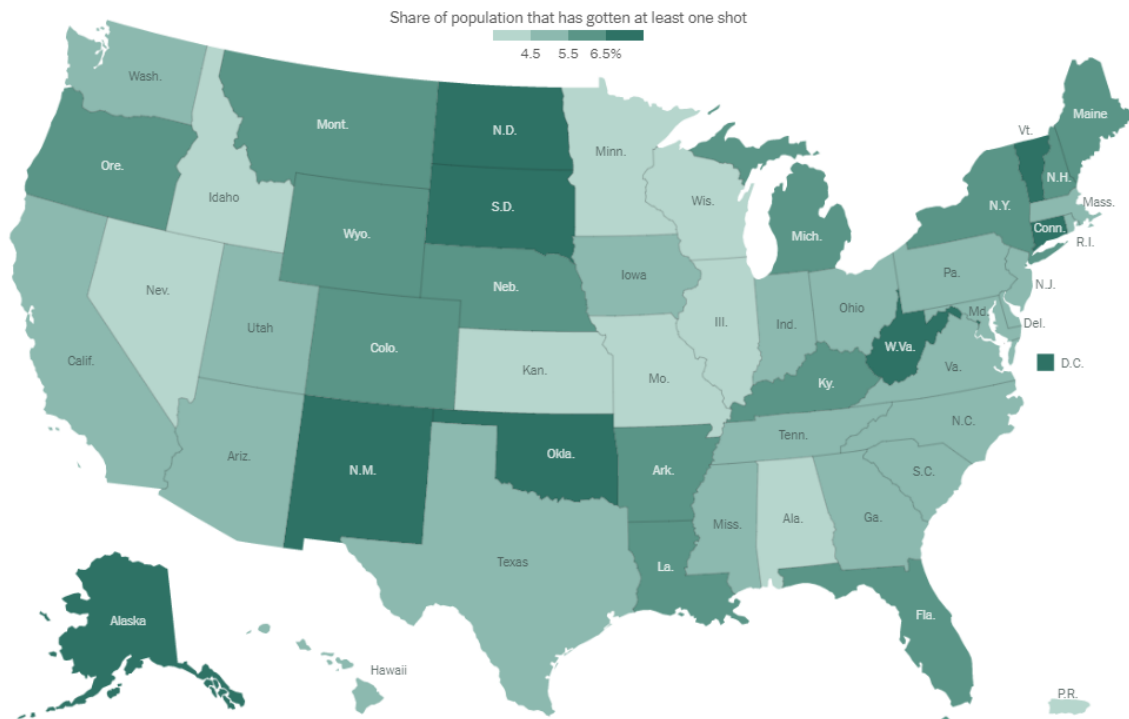 Share of population that has gotten at least one shot
4.5 5.5 6.5%
Wash.
Mont.
N.D.
Minn.
Maine
Vt.
Ore.
Idaho
N.H.
Wis.
S.D.
N.Y.
Mass.
Wyo.
Mich.
Conn.
R.I.
Iowa
Pa.
Neb.
N.J.
Nev.
Utah
Ill.
Ind.
Ohio
Md.
Del.
Calif.
Colo.
W.Va.
D.C.
Kan.
Mo.
Ky.
Va.
N.C.
Tenn.
Ariz.
N.M.
Okla.
Ark.
S.C.
Miss.
Ala.
Ga.
Texas
La.
Fla.
Alaska
Hawaii
P.R.